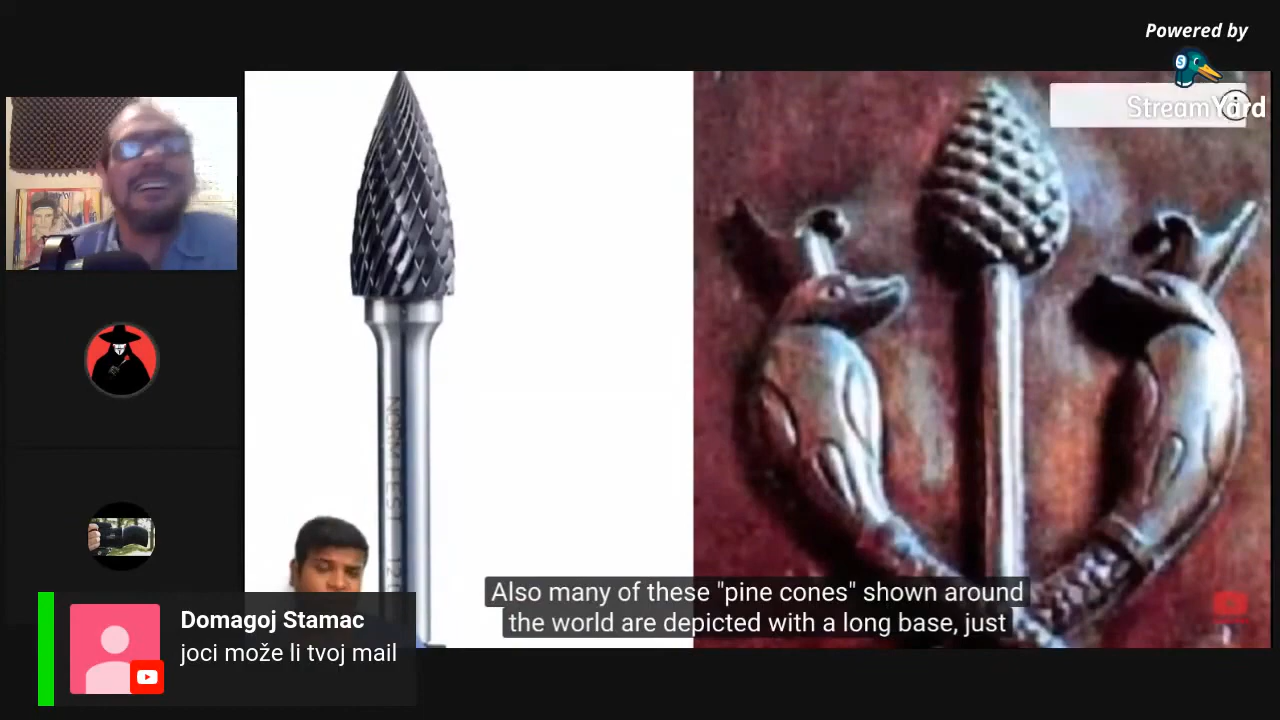 Powered by
StreamYard
Also many of these "pine cones" shown around
the world are depicted with a long base, just
Domagoj Stamac
joci može li tvoj mail